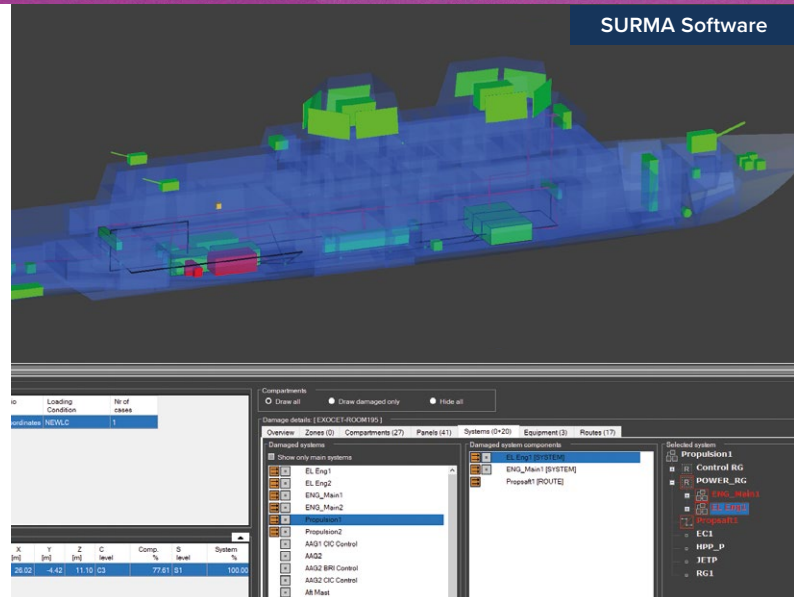 SURMA Software
Loading Condition
Nr of cases
oordinates NEWLC 1
X [m] Y [m] Z [m] C level Comp. % S level System %
26.02 -4.42 11.10 C3 77.61 S1 100.00
Compartments
Draw all Draw damaged only Hide all
Damage details: [EXOCET-ROOM195]
Overview Zones (0) Compartments (27) Panels (41) Systems (0+20) Equipment (3) Routes (17)
Damaged systems
Show only main systems
EL Eng1
EL Eng2
ENG_Main1
ENG_Main2
Propulsion1
Propulsion2
AAG1 CIC Control
AAG2
AAG2 BRI Control
AAG2 CIC Control
Aft Mast
Damaged system components
EL Eng1 [SYSTEM]
ENG_Main1 [SYSTEM]
Propsaft1 [ROUTE]
Selected system
Propulsion1
R Control RG
R POWER_RG
ENG_Main1
EL Eng1
Propsaft1
EC1
HPP_P
JETP
RG1